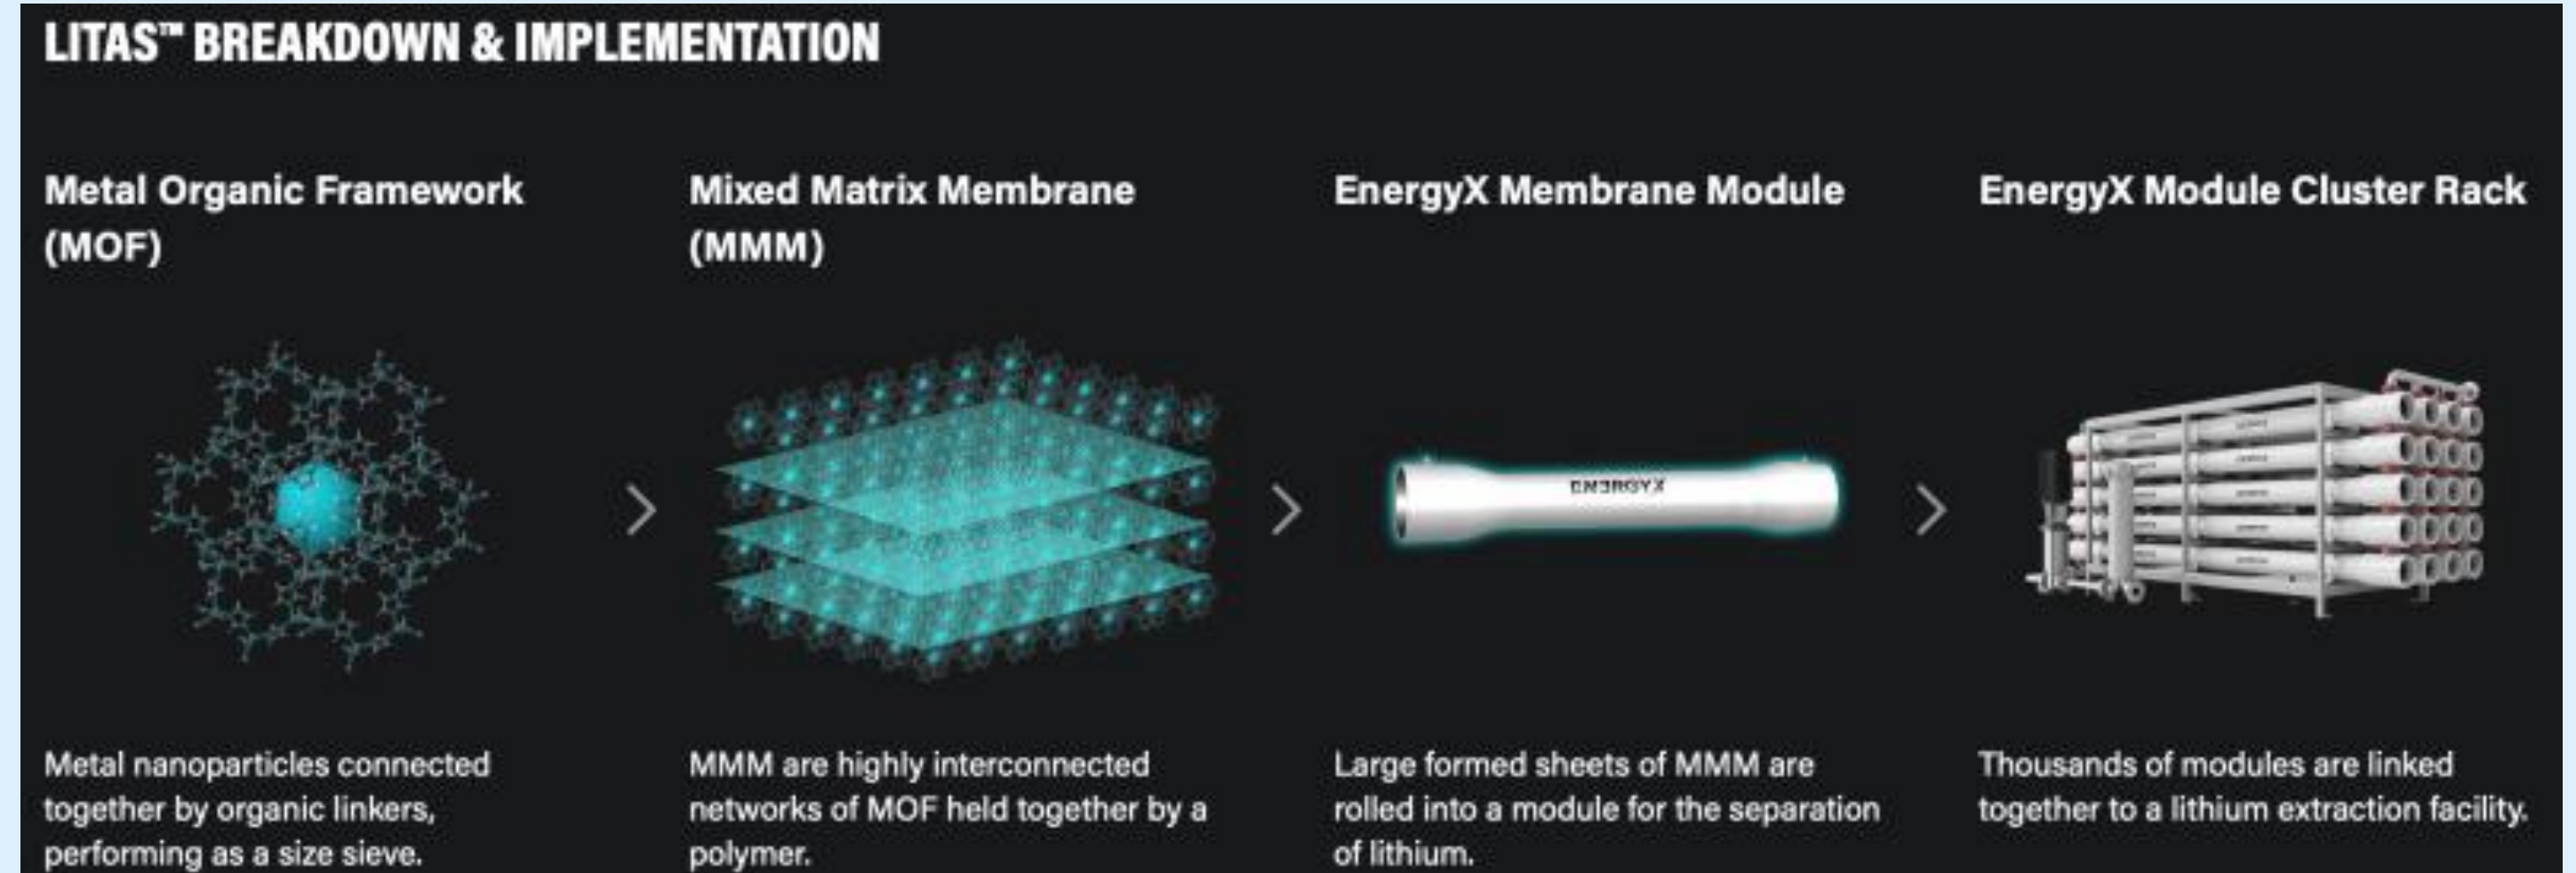 LITAS™ BREAKDOWN & IMPLEMENTATION
Metal Organic Framework
(MOF)
Metal nanoparticles connected
together by organic linkers,
performing as a size sieve.
Mixed Matrix Membrane
(MMM)
MMM are highly interconnected
networks of MOF held together by a
polymer.
EnergyX Membrane Module
ENERGYX
Large formed sheets of MMM are
rolled into a module for the separation
of lithium.
EnergyX Module Cluster Rack
Thousands of modules are linked
together to a lithium extraction facility.